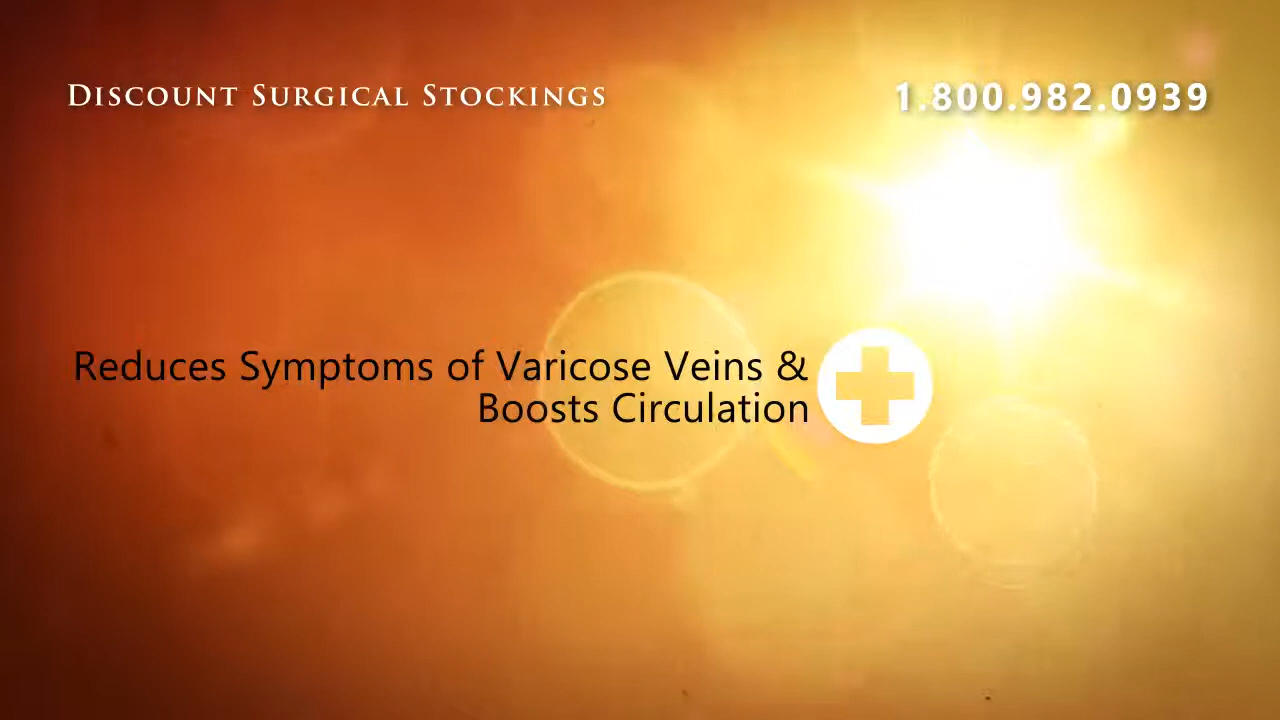 Discount Surgical Stockings
1.800.982.0939
Reduces Symptoms of Varicose Veins &
Boosts Circulation